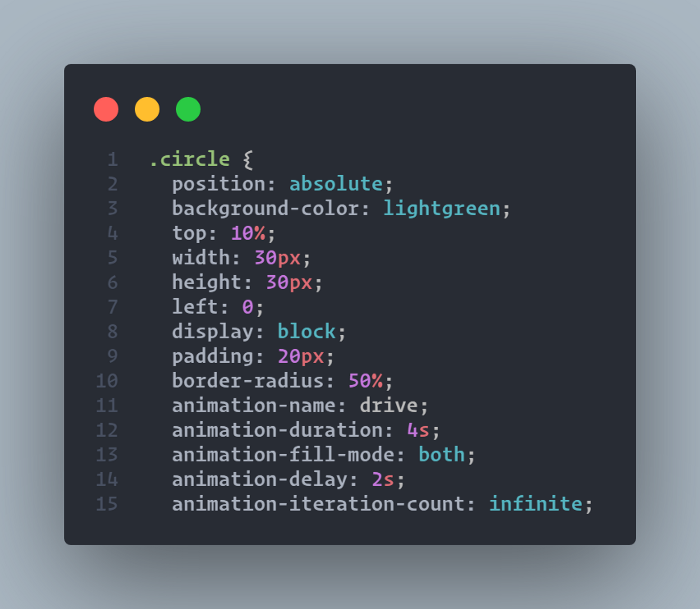 1 .circle {
2 position: absolute;
3 background-color: lightgreen;
4 top: 10%;
5 width: 30px;
6 height: 30px;
7 left: 0;
8 display: block;
9 padding: 20px;
10 border-radius: 50%;
11 animation-name: drive;
12 animation-duration: 4s;
13 animation-fill-mode: both;
14 animation-delay: 2s;
15 animation-iteration-count: infinite;